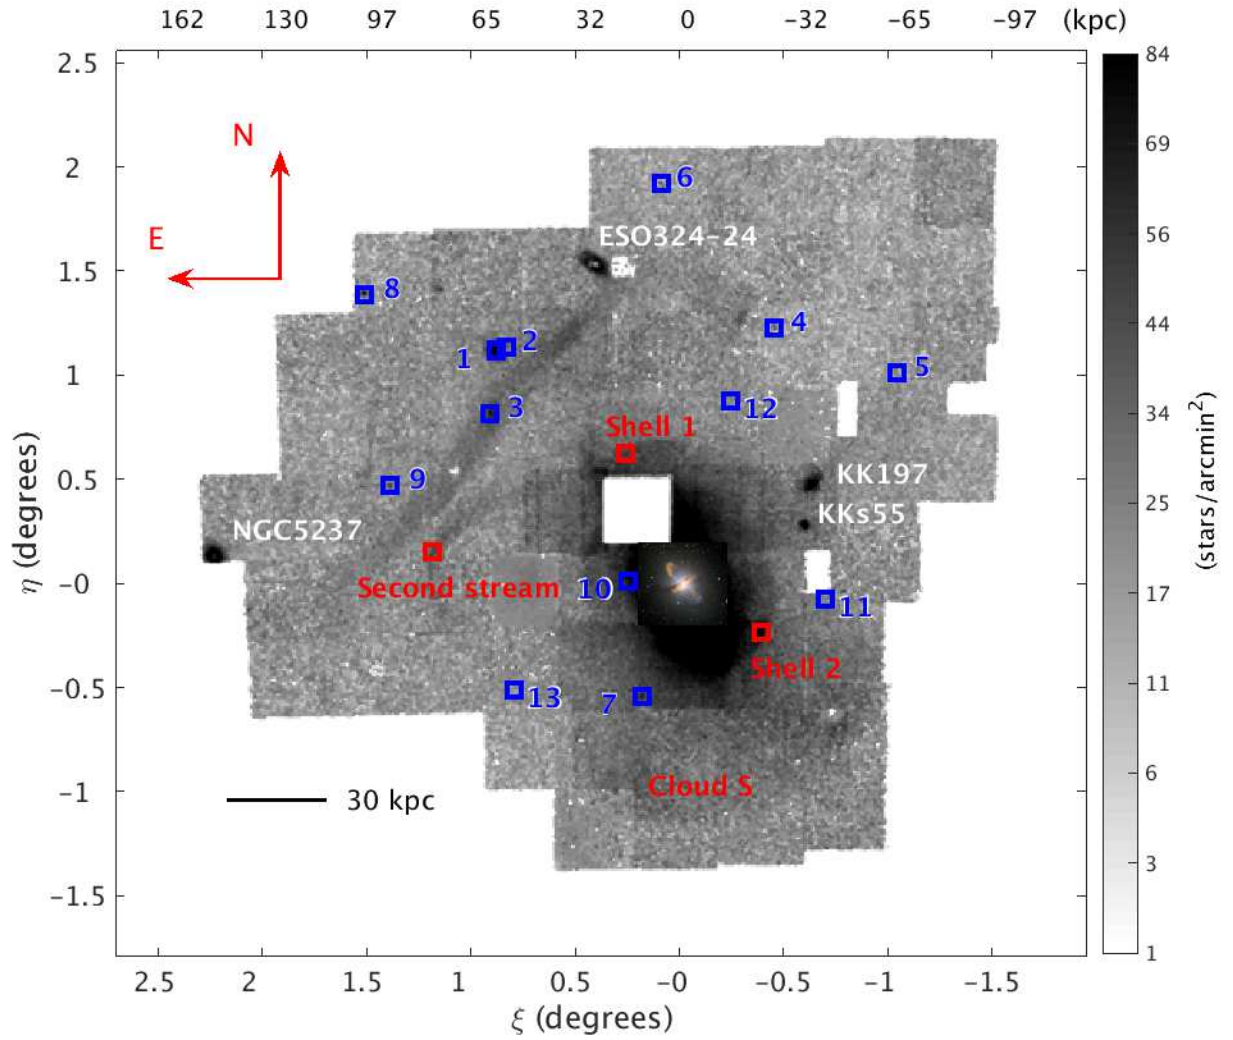 162 130 97 65 32 0 -32 -65 -97 (kpc)
2.5
2
1.5
1
0.5
-0
-0.5
-1
-1.5
η (degrees)
N
E
6
ESO324-24
8
4
1
2
5
3
12
Shell 1
KK197
9
KKs55
NGC5237
Second stream
10
11
Shell 2
13
7
Cloud S
30 kpc
2.5 2 1.5 1 0.5 -0 -0.5 -1 -1.5
ξ (degrees)
84
69
56
44
34
25
17
11
6
3
1
(stars/arcmin²)